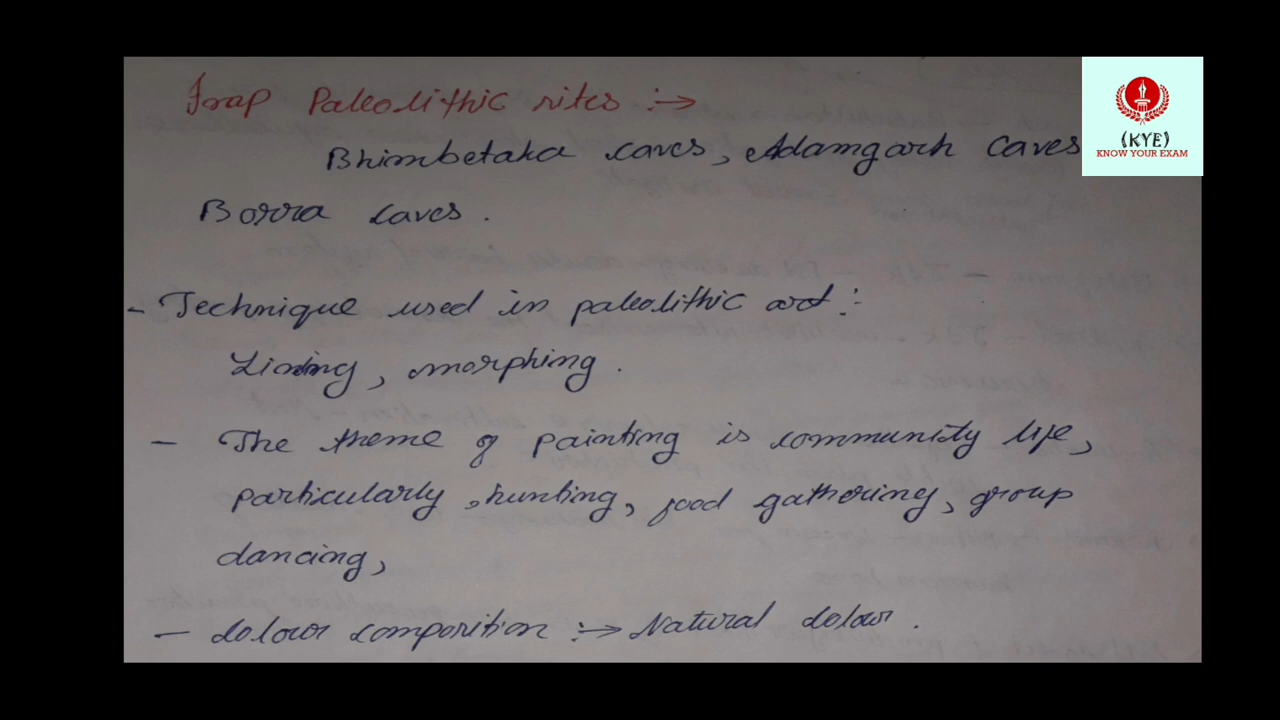 Imp Paleolithic sites :→
Bhimbetaka caves, Adamgarh Caves
Borra caves.
- Technique used in paleolithic art :
Lining, morphing.
- The theme of painting is community life,
particularly hunting, food gathering, group
dancing,
- Colour composition :→ Natural colour.
(KYE)
KNOW YOUR EXAM